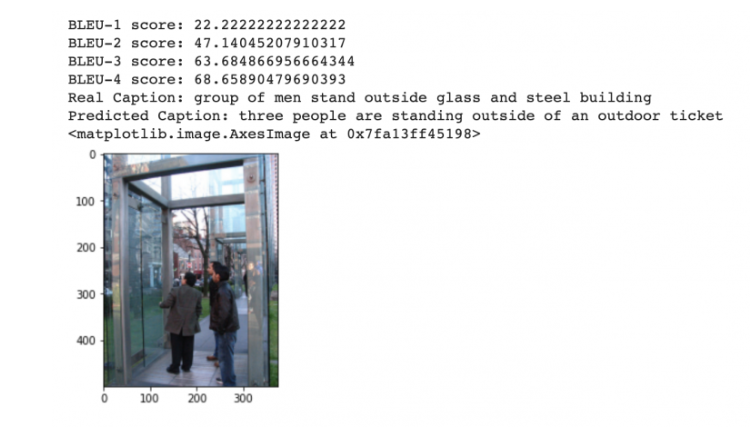 BLEU-1 score: 22.22222222222222
BLEU-2 score: 47.14045207910317
BLEU-3 score: 63.684866956664344
BLEU-4 score: 68.65890479690393
Real Caption: group of men stand outside glass and steel building
Predicted Caption: three people are standing outside of an outdoor ticket
<matplotlib.image.AxesImage at 0x7fa13ff45198>
0
100
200
300
400
0 100 200 300